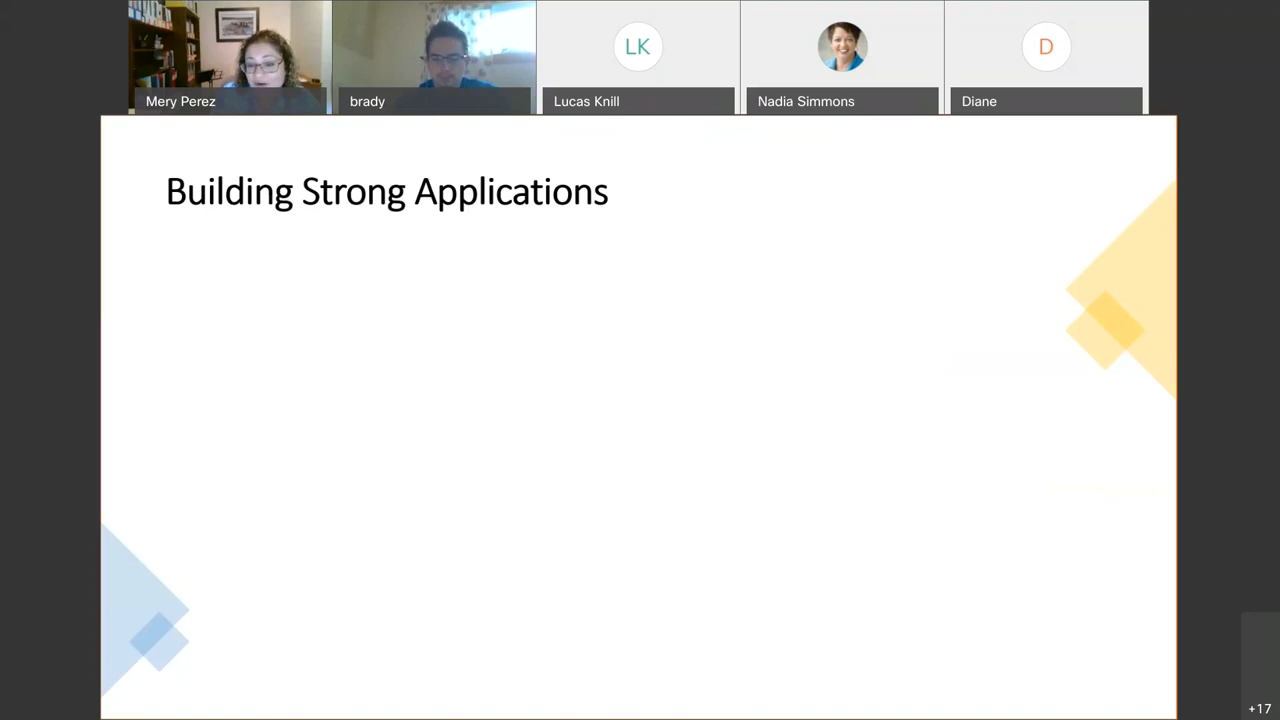 LK
D
Mery Perez
brady
Lucas Knill
Nadia Simmons
Diane
Building Strong Applications
+17